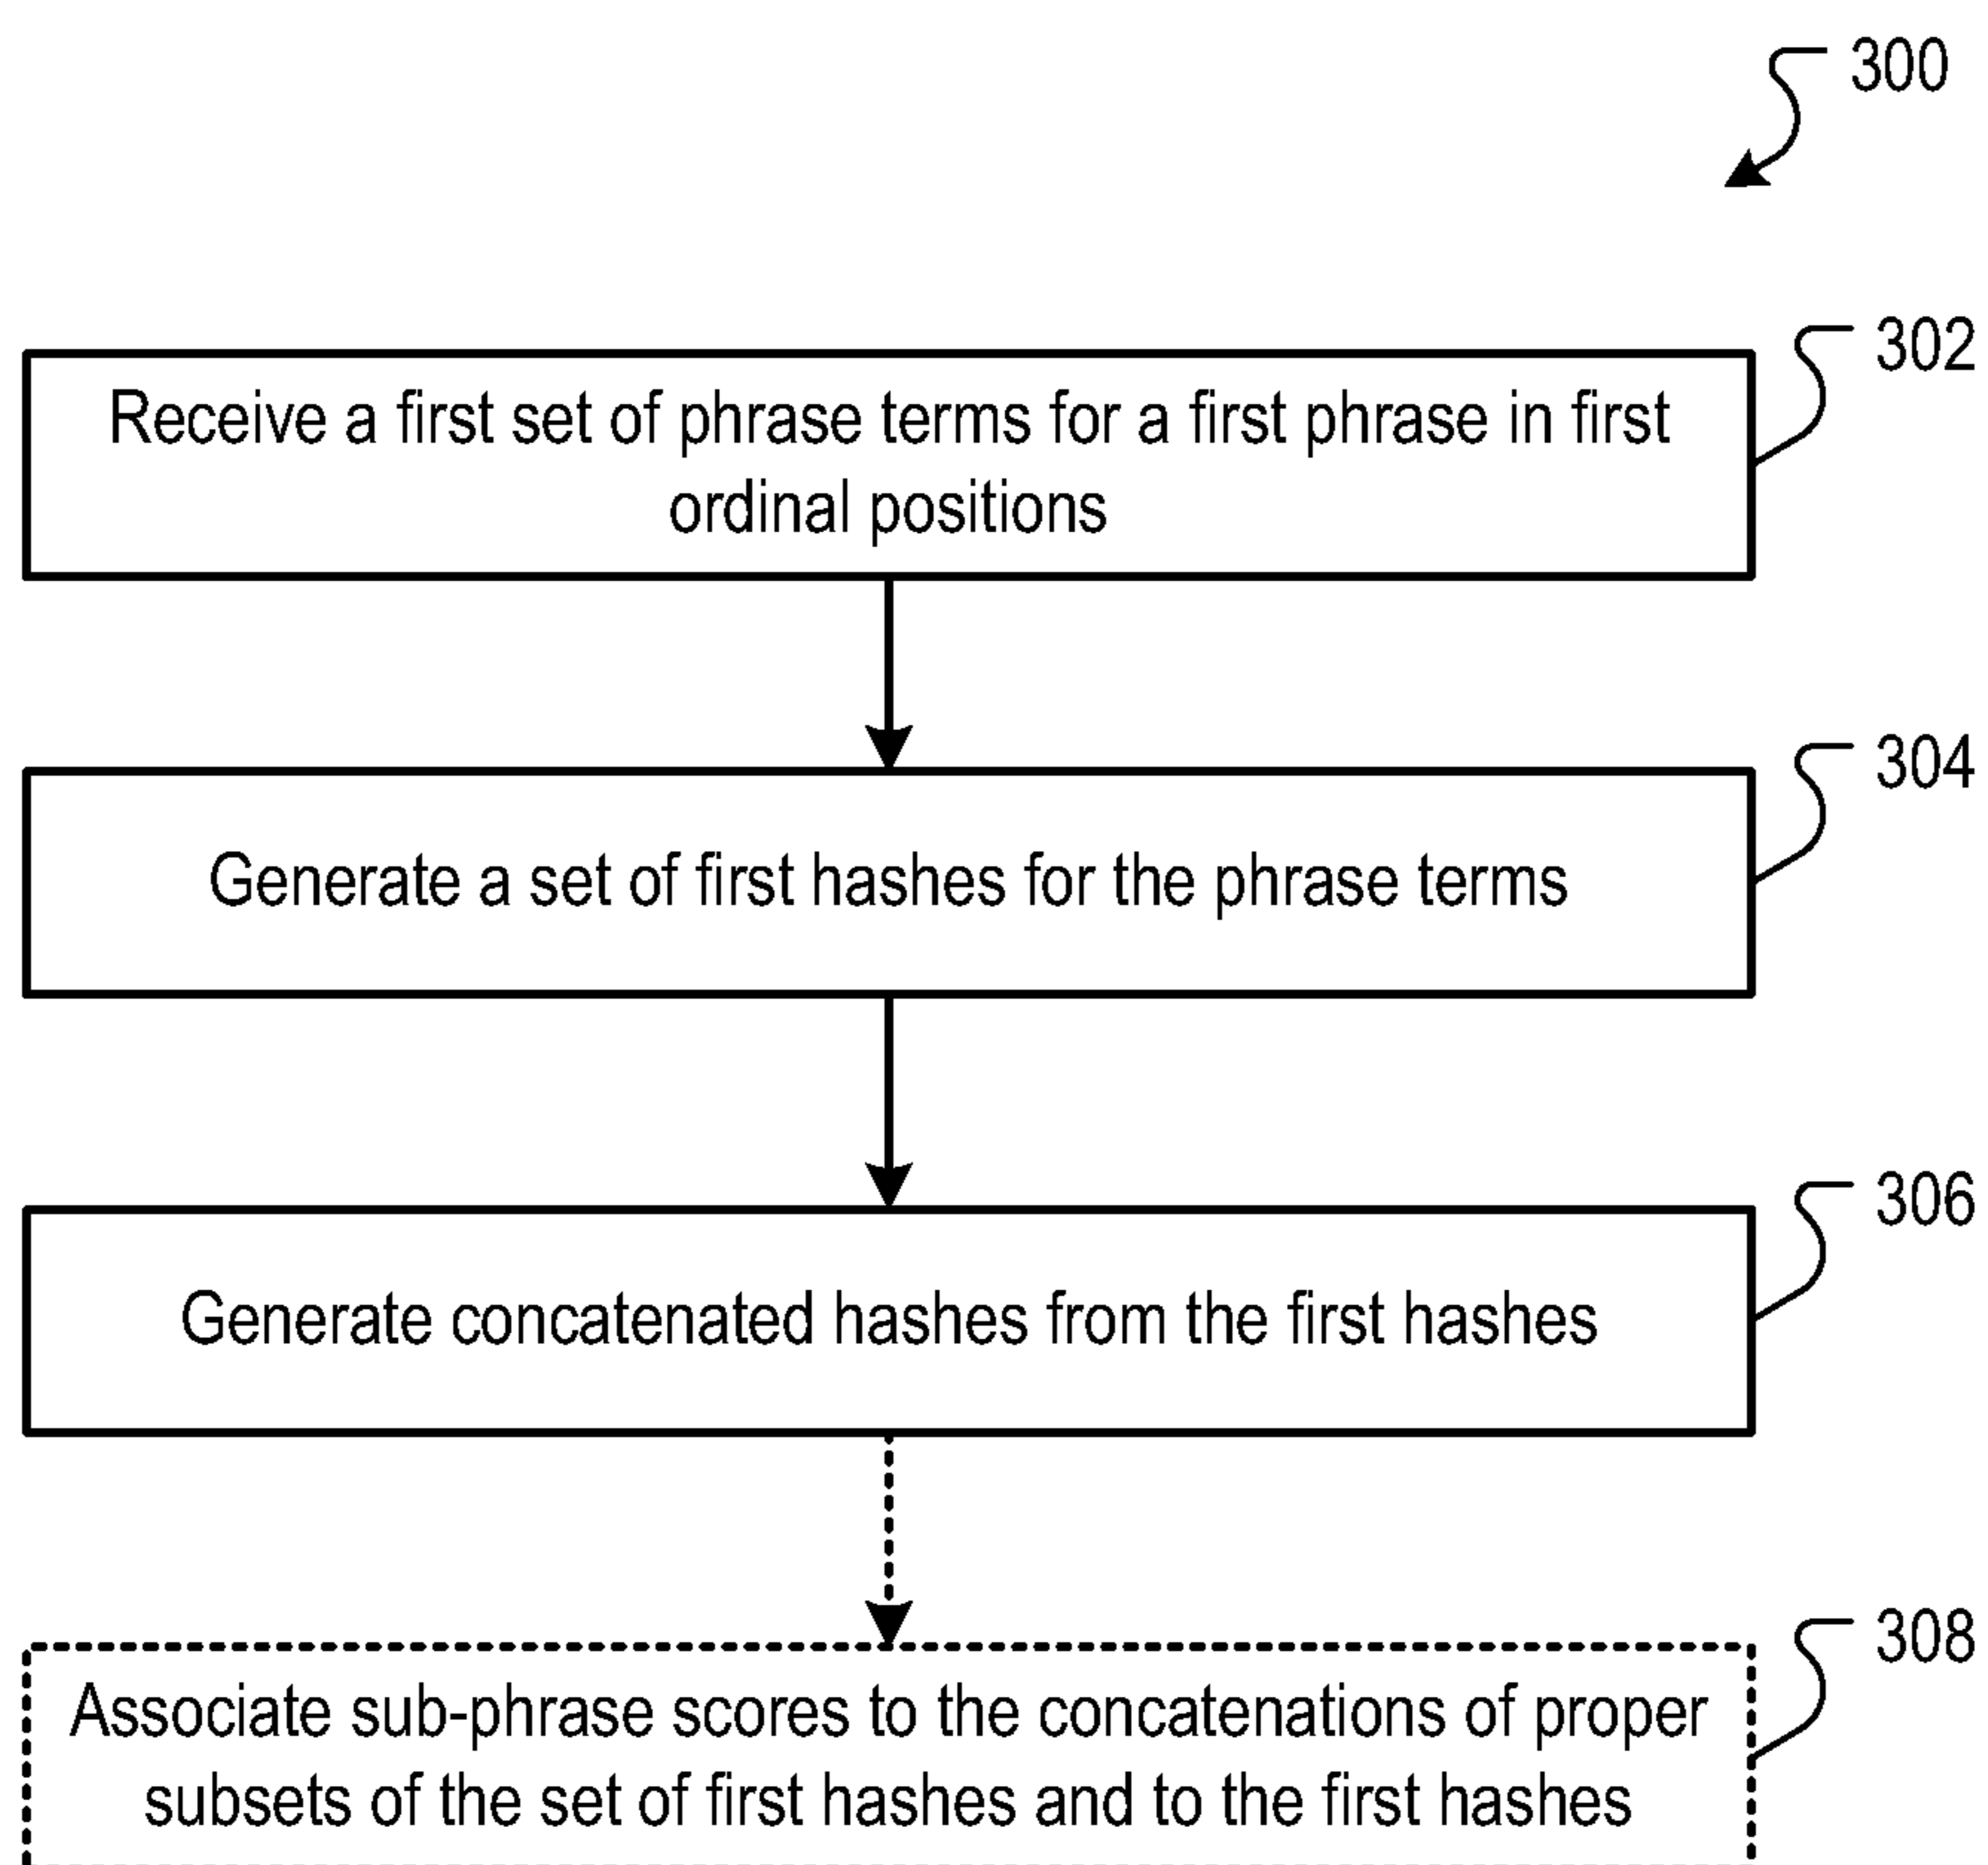 300
302
Receive a first set of phrase terms for a first phrase in first
ordinal positions
304
Generate a set of first hashes for the phrase terms
306
Generate concatenated hashes from the first hashes
308
Associate sub-phrase scores to the concatenations of proper
subsets of the set of first hashes and to the first hashes